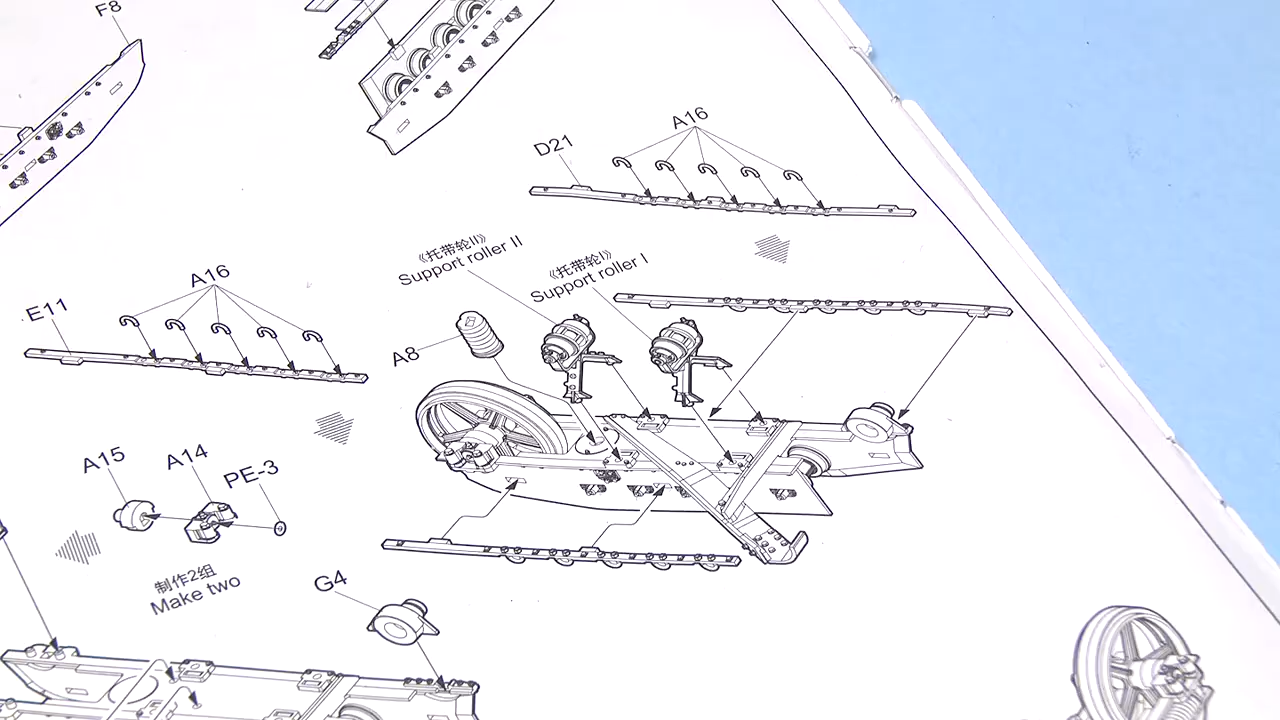 F8
A16
D21
《托带轮II》
Support roller II
《托带轮I》
Support roller I
A16
E11
A8
A15
A14
PE-3
制作2组
Make two
G4